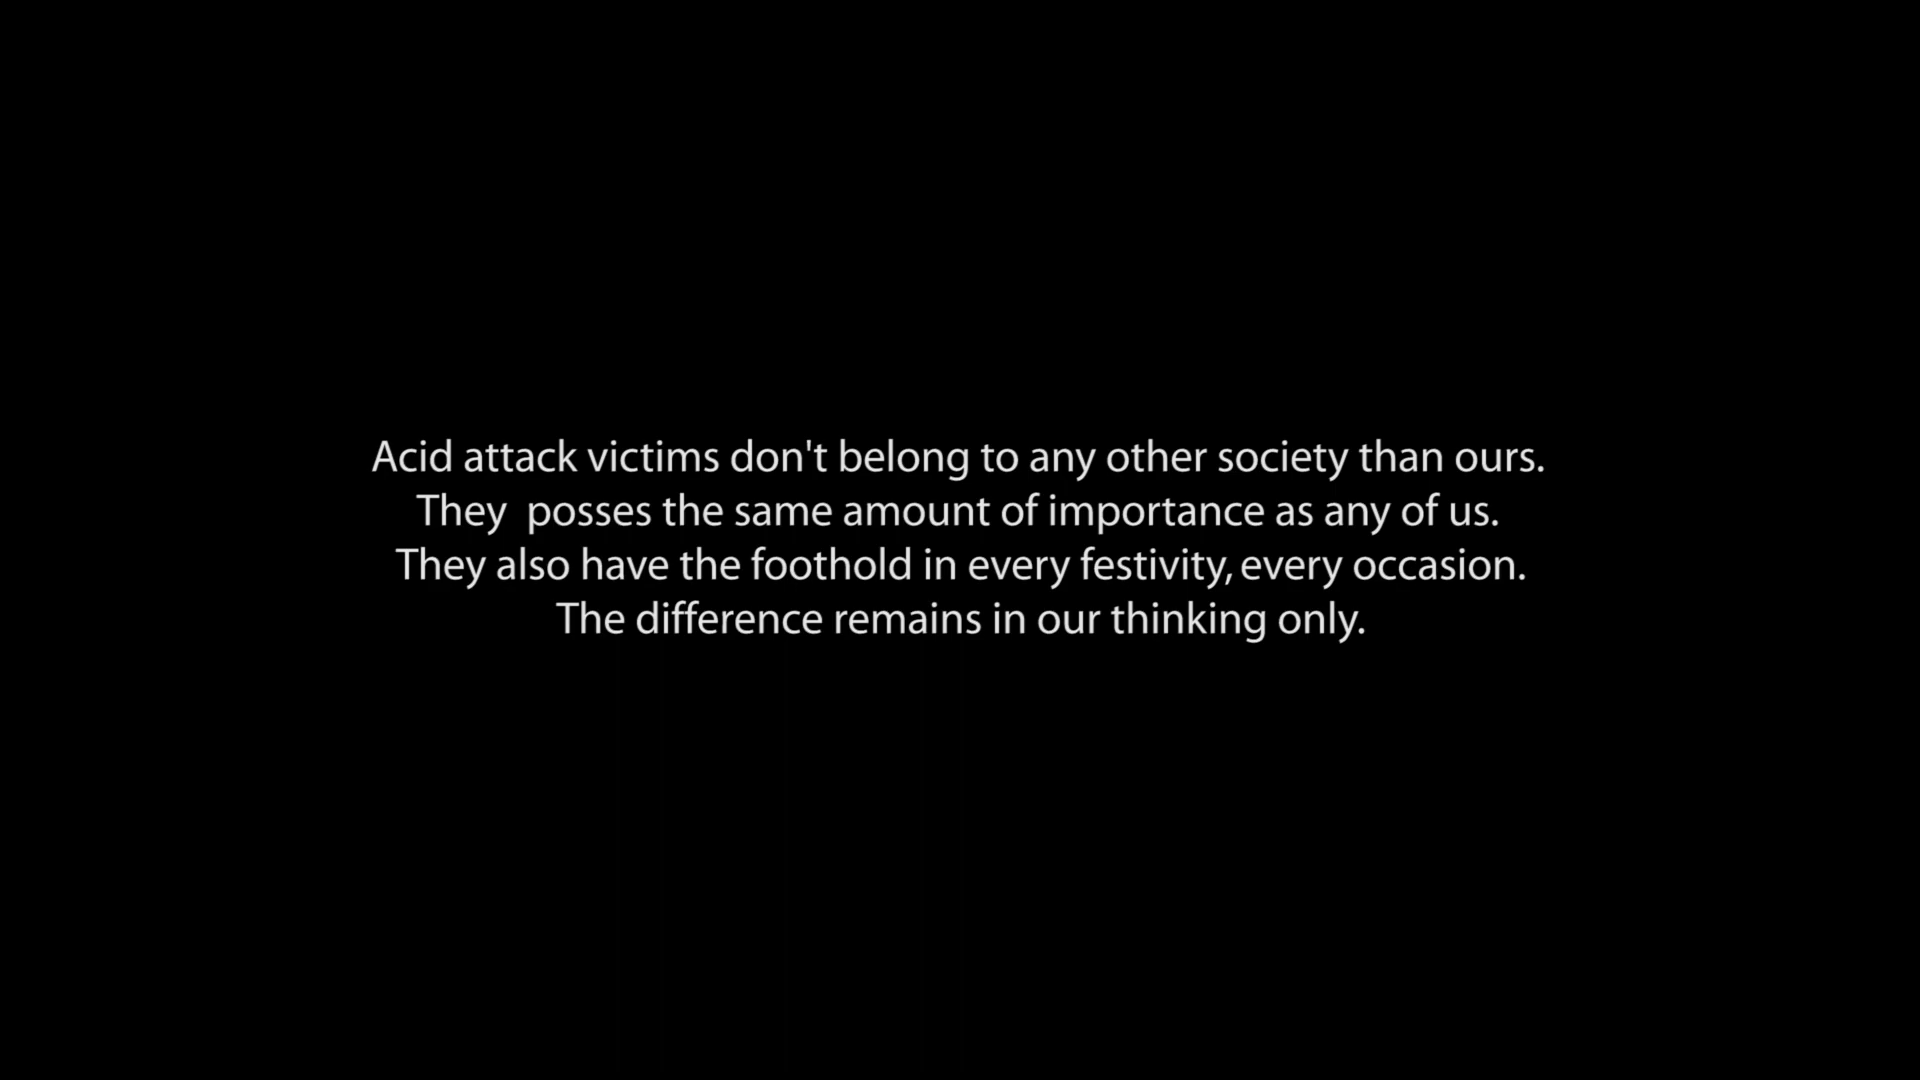 Acid attack victims don't belong to any other society than ours.
They  posses the same amount of importance as any of us.
They also have the foothold in every festivity, every occasion.
The difference remains in our thinking only.